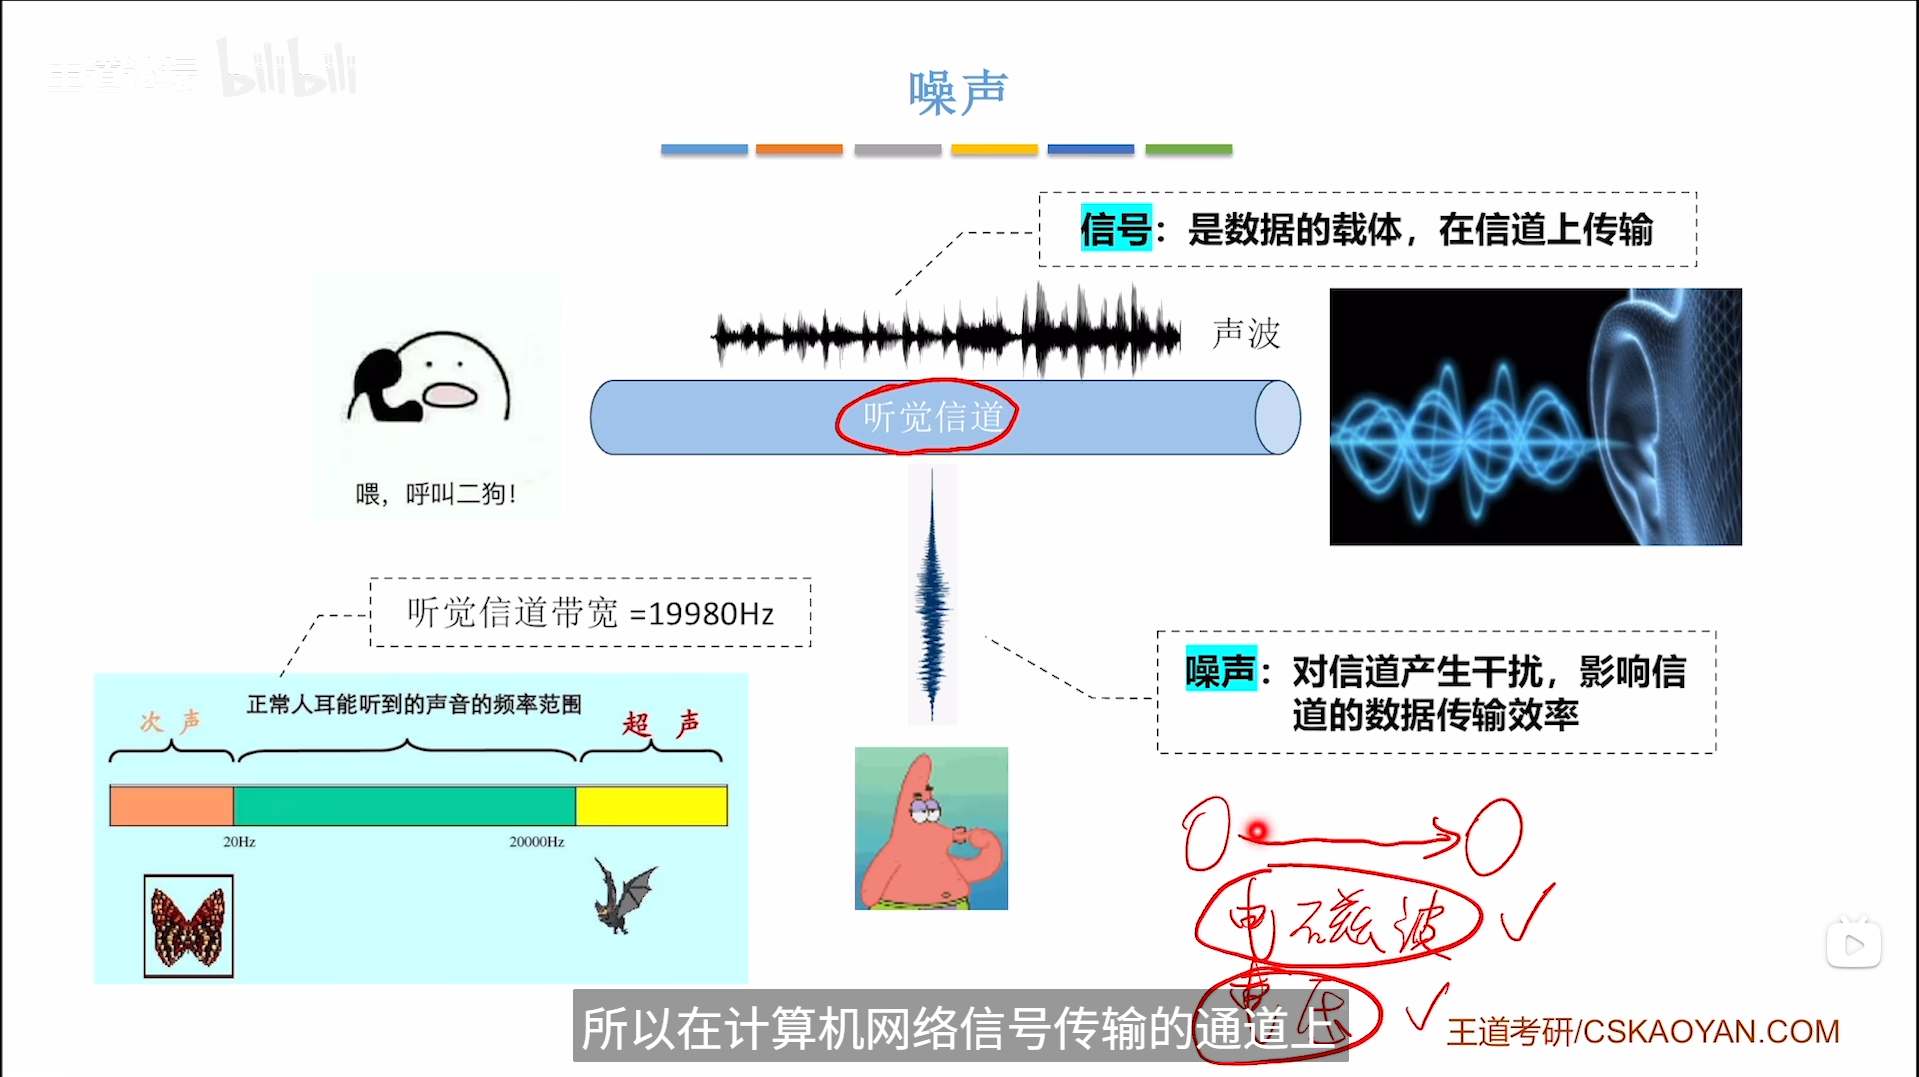 王道论坛 bilibili
噪声
信号：是数据的载体，在信道上传输
声波
听觉信道
喂，呼叫二狗！
听觉信道带宽 =19980Hz
噪声：对信道产生干扰，影响信
道的数据传输效率
正常人耳能听到的声音的频率范围
次声
超声
20Hz
20000Hz
电磁波
电压
所以在计算机网络信号传输的通道上
王道考研/CSKAOYAN.COM